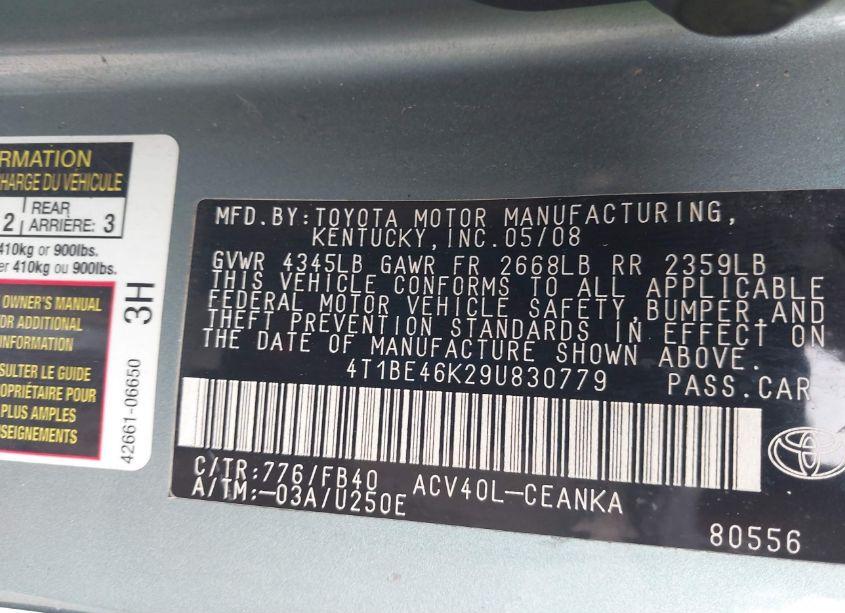 RMATION
CHARGE DU VÉHICULE
2 REAR ARRIÈRE: 3
410kg or 900lbs.
er 410kg ou 900lbs.
OWNER'S MANUAL
OR ADDITIONAL
INFORMATION
SULTER LE GUIDE
OPRIÉTAIRE POUR
PLUS AMPLES
SEIGNEMENTS
3H
42661-06650
MFD.BY:TOYOTA MOTOR MANUFACTURING,
KENTUCKY,INC.05/08
GVWR 4345LB GAWR FR 2668LB RR 2359LB
THIS VEHICLE CONFORMS TO ALL APPLICABLE
FEDERAL MOTOR VEHICLE SAFETY,BUMPER,AND
THEFT PREVENTION STANDARDS IN EFFECT ON
THE DATE OF MANUFACTURE SHOWN ABOVE.
4T1BE46K29U830779 PASS.CAR
C/TR:776/FB40 ACV40L-CEANKA
A/TM:-03A/U250E
80556